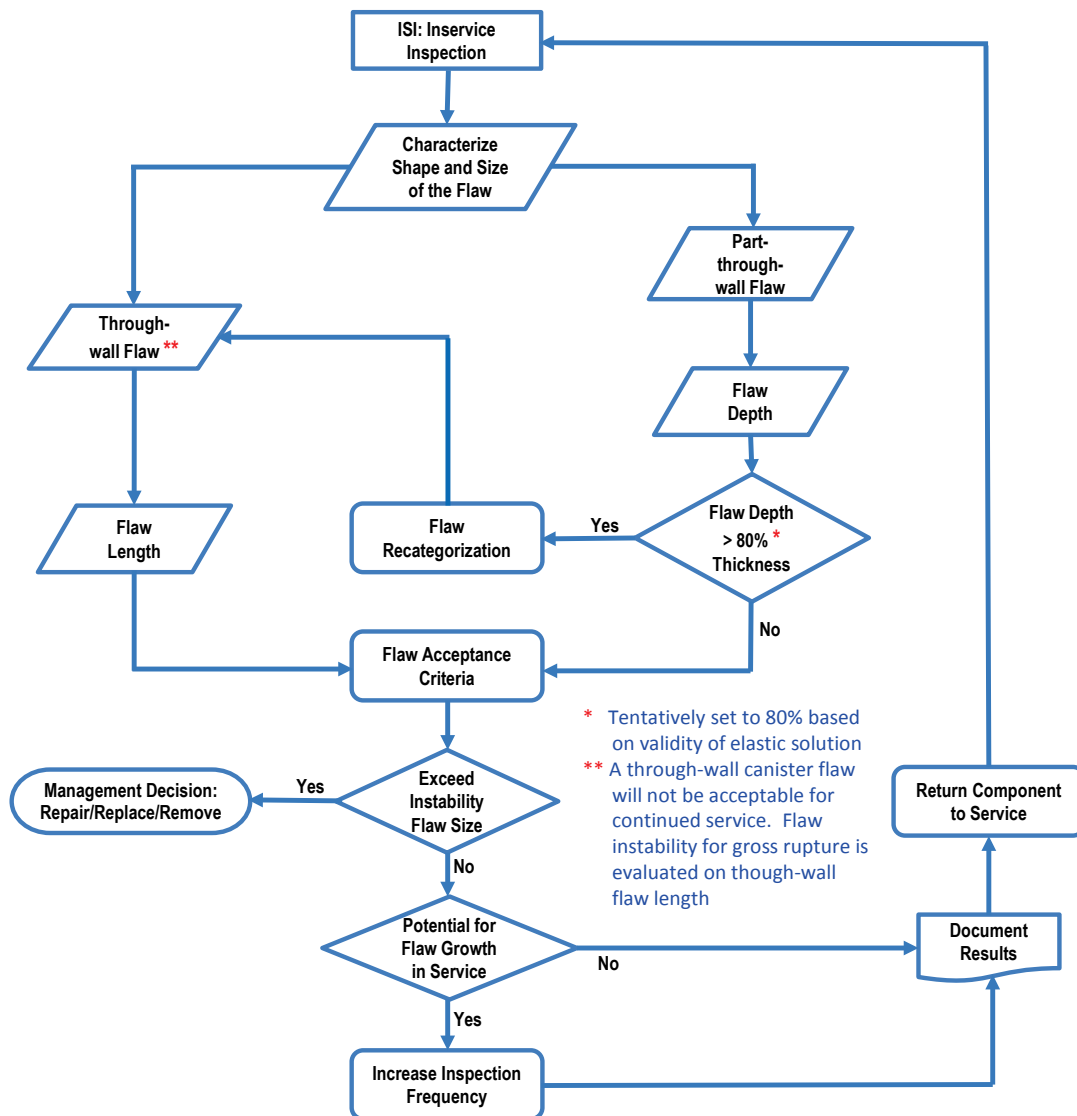 ISI: Inservice
Inspection
Characterize
Shape and Size
of the Flaw
Part-
through-
wall Flaw
Through-
wall Flaw **
Flaw
Depth
Flaw
Length
Flaw
Recategorization
Yes
Flaw Depth
> 80% *
Thickness
No
Flaw Acceptance
Criteria
* Tentatively set to 80% based
on validity of elastic solution
** A through-wall canister flaw
will not be acceptable for
continued service. Flaw
instability for gross rupture is
evaluated on though-wall
flaw length
Management Decision:
Repair/Replace/Remove
Yes
Exceed
Instability
Flaw Size
No
Return Component
to Service
Potential for
Flaw Growth
in Service
No
Document
Results
Yes
Increase Inspection
Frequency